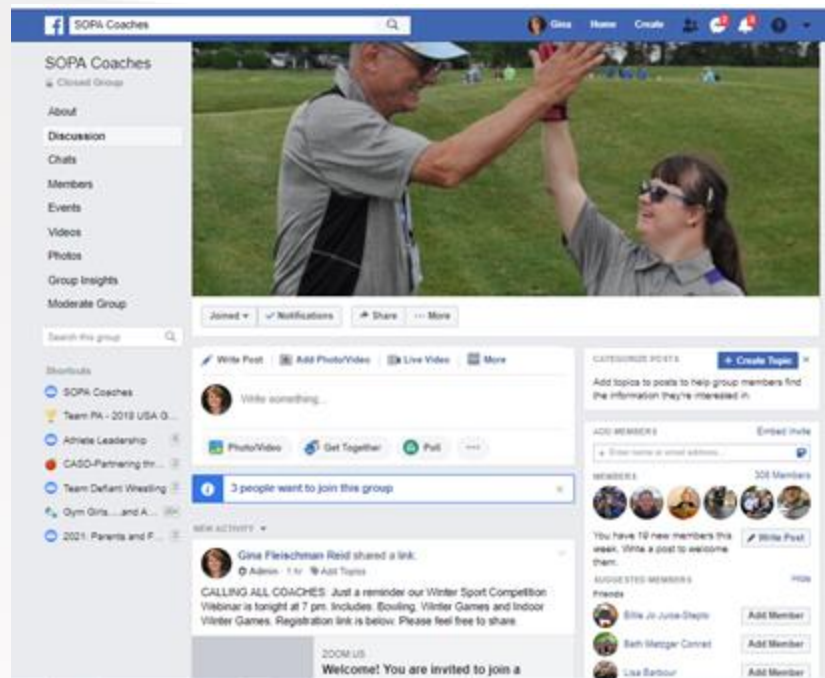 SOPA Coaches
Gina
Home
Create
SOPA Coaches
Closed Group
About
Discussion
Chats
Members
Events
Videos
Photos
Group Insights
Moderate Group
Search this group
Shortcuts
SOPA Coaches
Team PA - 2018 USA G...
Athlete Leadership
CASD-Partnering thr...
Team Defiant Wrestling
Gym Girls....and A...
2021: Parents and F...
Joined
Notifications
Share
More
Write Post
Add Photo/Video
Live Video
More
Write something...
Photo/Video
Get Together
Poll
3 people want to join this group
NEW ACTIVITY
Gina Fleischman Reid shared a link.
Admin · 1 hr · Add Topics
CALLING ALL COACHES: Just a reminder our Winter Sport Competition
Webinar is tonight at 7 pm. Includes: Bowling, Winter Games and Indoor
Winter Games. Registration link is below. Please feel free to share.
ZOOM.US
Welcome! You are invited to join a
CATEGORIZE POSTS
+ Create Topic
Add topics to posts to help group members find
the information they're interested in.
ADD MEMBERS
Embed Invite
+ Enter name or email address...
MEMBERS
Members
You have 19 new members this
week. Write a post to welcome
them.
Write Post
SUGGESTED MEMBERS
Hide
Friends
Billie Jo
Add Member
Beth Metzger Conrad
Add Member
Lisa Barbour
Add Member